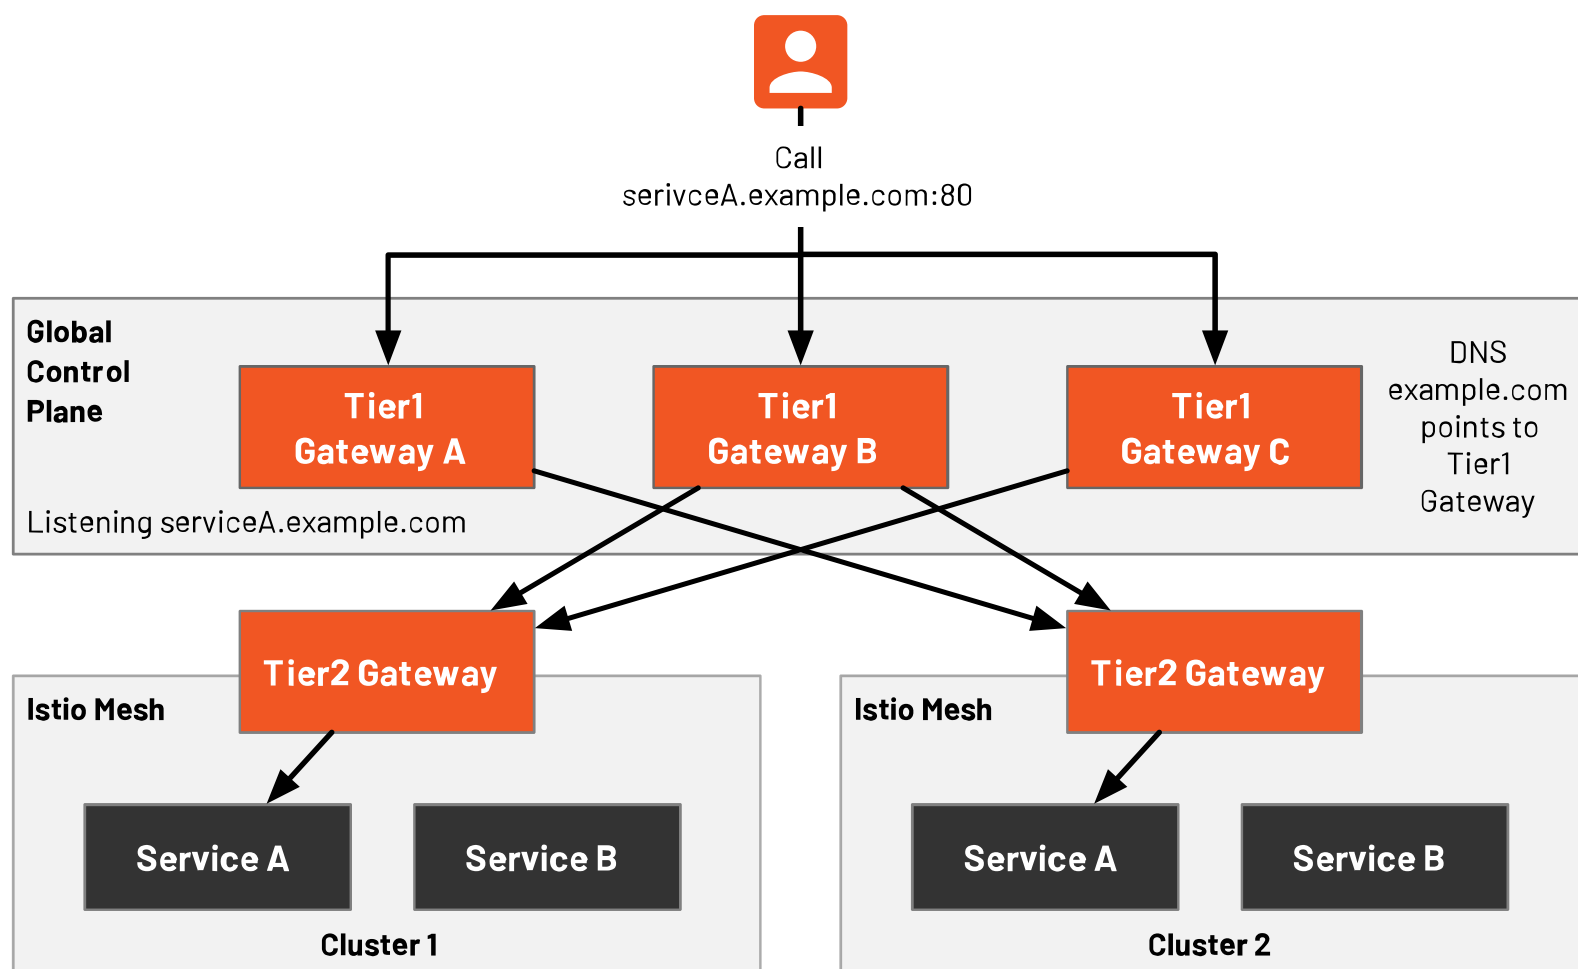 Call
serivceA.example.com:80
Global
Control
Plane
Tier1
Gateway A
Tier1
Gateway B
Tier1
Gateway C
DNS
example.com
points to
Tier1
Gateway
Listening serviceA.example.com
Tier2 Gateway
Tier2 Gateway
Istio Mesh
Istio Mesh
Service A
Service B
Service A
Service B
Cluster 1
Cluster 2